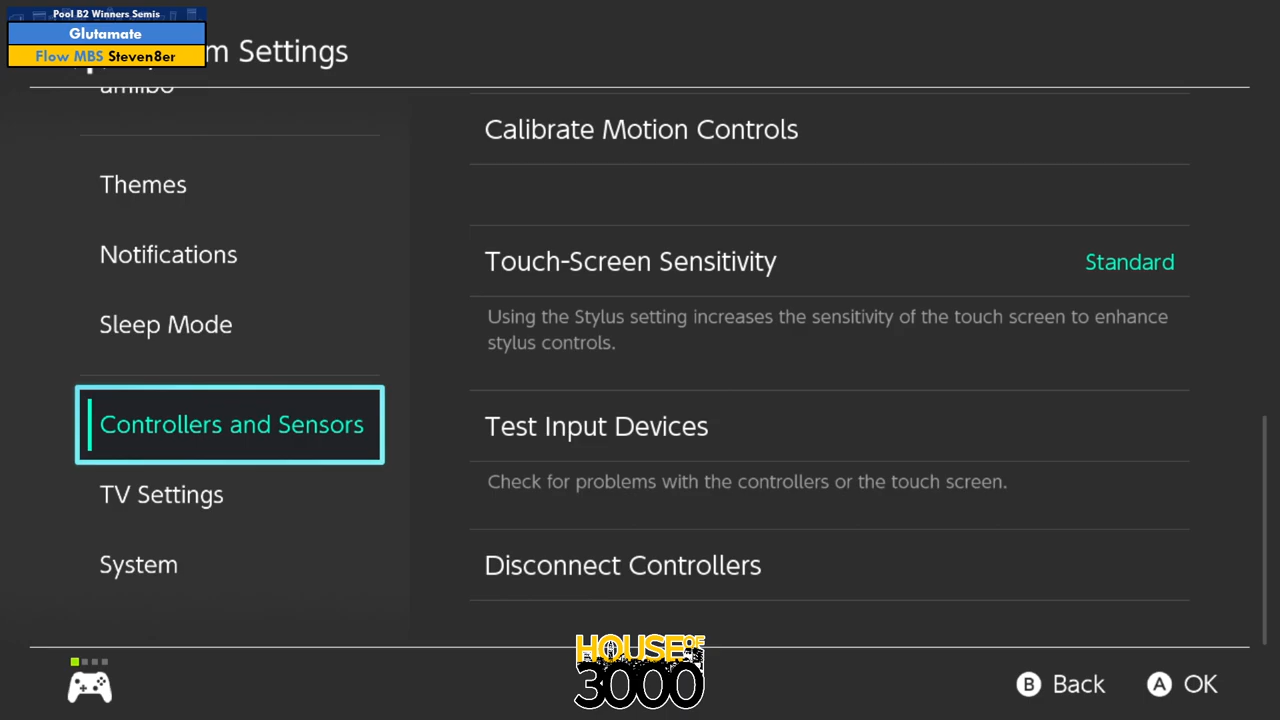 Pool B2 Winners Semis
Glutamate
Flow MBS Steven8er
m Settings
amiibo
Themes
Notifications
Sleep Mode
Controllers and Sensors
TV Settings
System
Calibrate Motion Controls
Touch-Screen Sensitivity Standard
Using the Stylus setting increases the sensitivity of the touch screen to enhance
stylus controls.
Test Input Devices
Check for problems with the controllers or the touch screen.
Disconnect Controllers
HOUSE OF
3000
B Back A OK